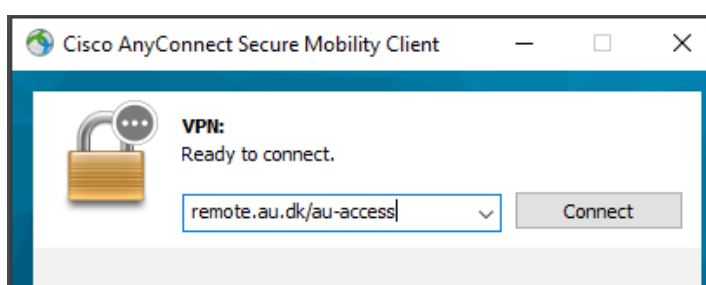 Cisco AnyConnect Secure Mobility Client
VPN:
Ready to connect.
remote.au.dk/au-access
Connect